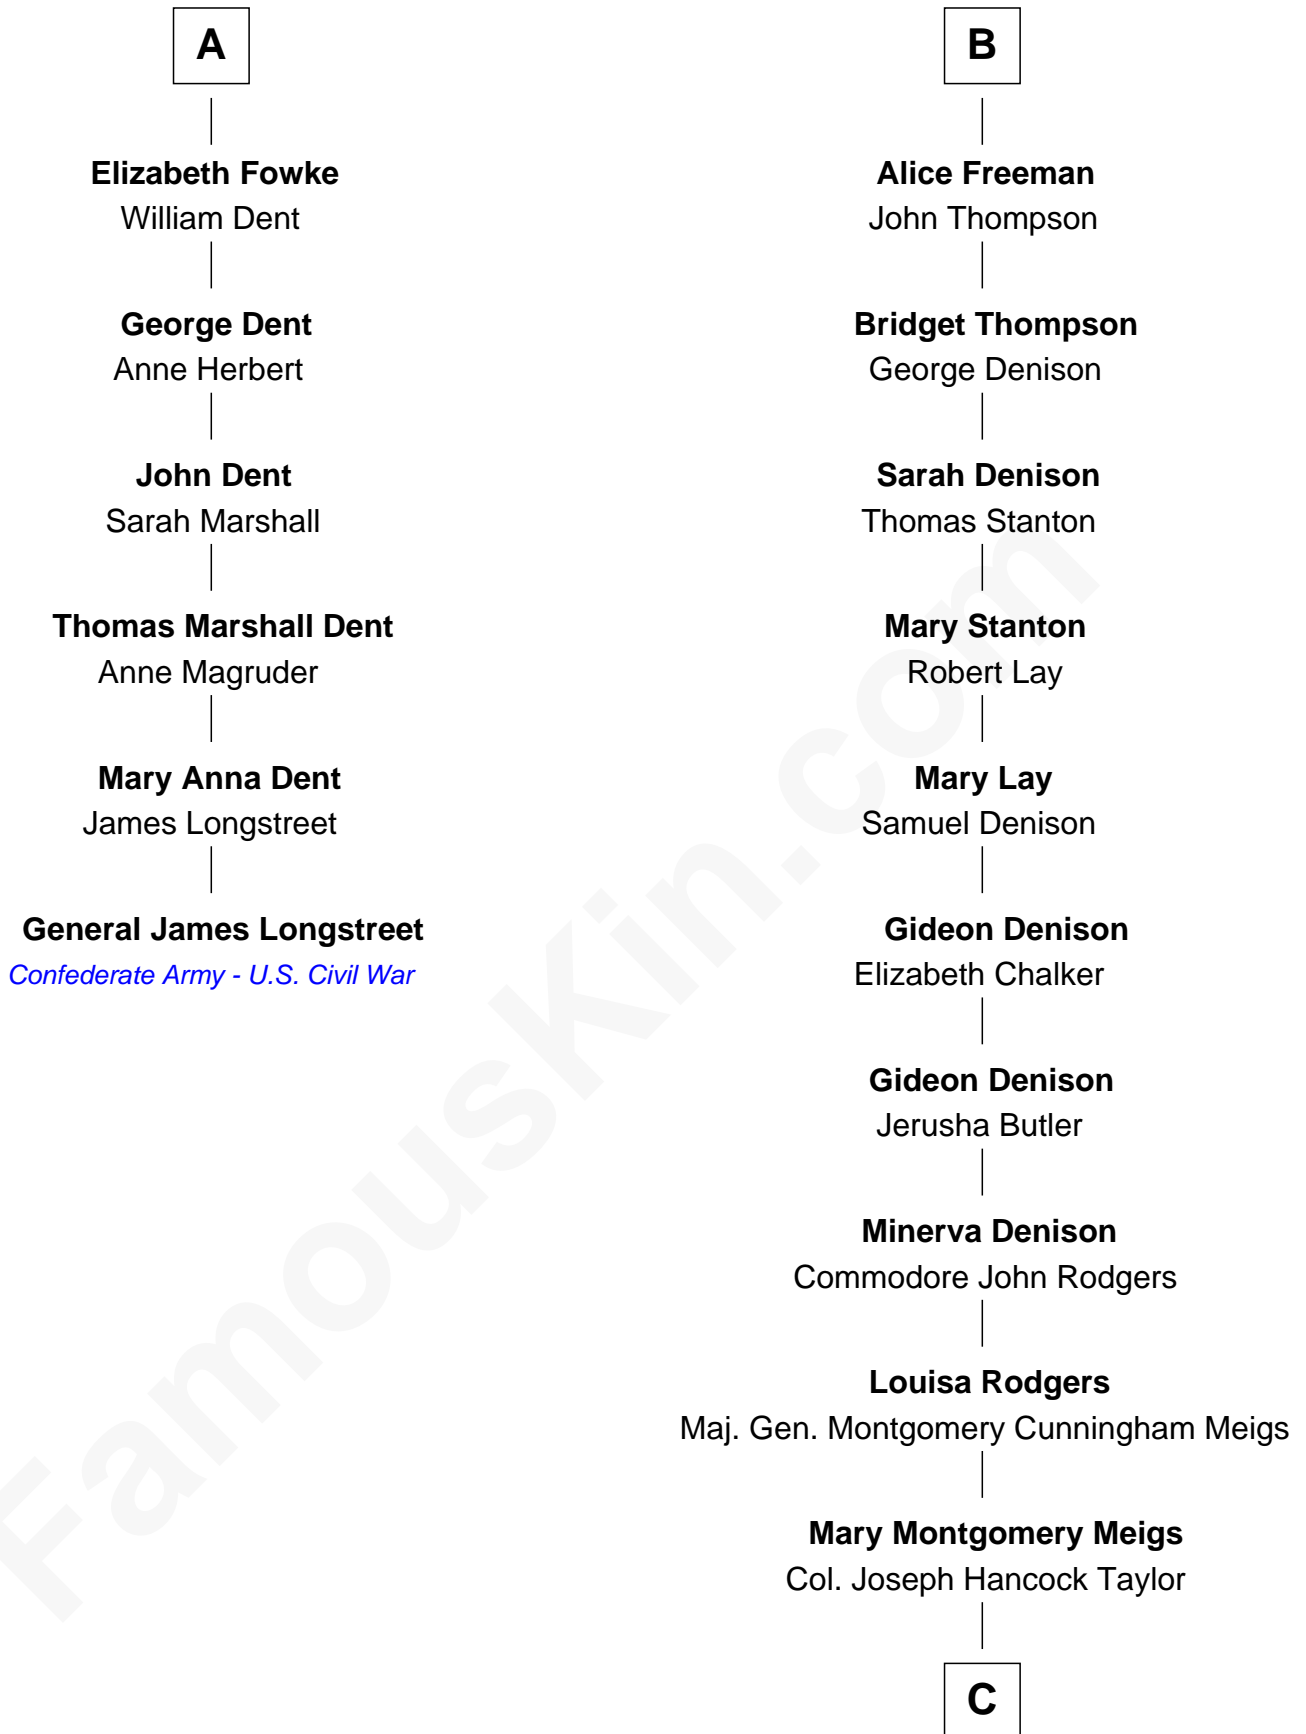 A
Elizabeth Fowke
William Dent
George Dent
Anne Herbert
John Dent
Sarah Marshall
Thomas Marshall Dent
Anne Magruder
Mary Anna Dent
James Longstreet
General James Longstreet
Confederate Army - U.S. Civil War
B
Alice Freeman
John Thompson
Bridget Thompson
George Denison
Sarah Denison
Thomas Stanton
Mary Stanton
Robert Lay
Mary Lay
Samuel Denison
Gideon Denison
Elizabeth Chalker
Gideon Denison
Jerusha Butler
Minerva Denison
Commodore John Rodgers
Louisa Rodgers
Maj. Gen. Montgomery Cunningham Meigs
Mary Montgomery Meigs
Col. Joseph Hancock Taylor
C
FamousKin.com